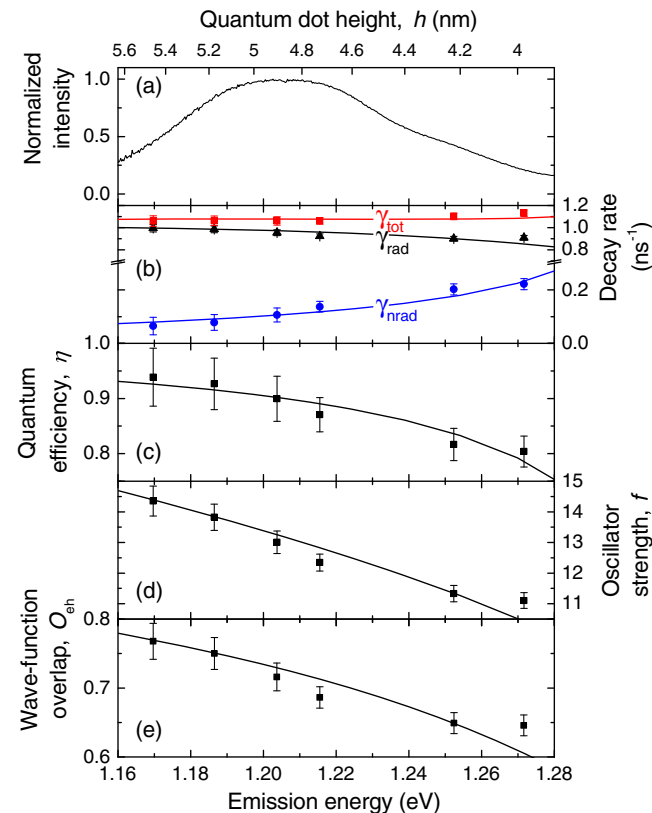 Quantum dot height, h (nm)
5.6 5.4 5.2 5 4.8 4.6 4.4 4.2 4
Normalized
intensity
1.0
0.5
0.0
(a)
γtot
γrad
γnrad
(b)
1.2
1.0
0.8
0.2
0.0
Decay rate
(ns-1)
Quantum
efficiency, η
1.0
0.9
0.8
(c)
15
14
13
12
11
Oscillator
strength, f
(d)
Wave-function
overlap, Oeh
0.8
0.7
0.6
(e)
1.16 1.18 1.20 1.22 1.24 1.26 1.28
Emission energy (eV)